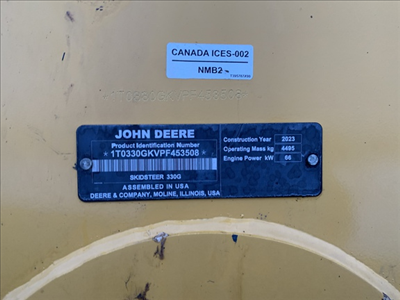 CANADA ICES-002
NMB2
JOHN DEERE
Product Identification Number
*1T0330GKVPF453508*
SKIDSTEER 330G
ASSEMBLED IN USA
DEERE & COMPANY, MOLINE, ILLINOIS, USA
Construction Year 2023
Operating Mass kg 4495
Engine Power kW 66